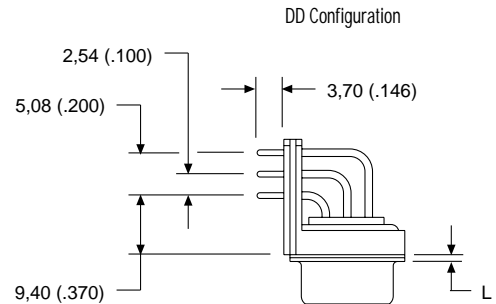 DD Configuration
2,54 (.100)
5,08 (.200)
3,70 (.146)
9,40 (.370)
L